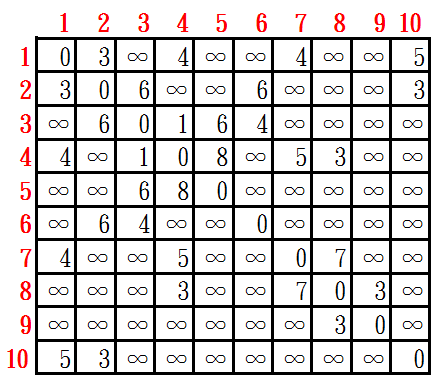 1 2 3 4 5 6 7 8 9 10
1 0 3 ∞ 4 ∞ ∞ 4 ∞ ∞ 5
2 3 0 6 ∞ ∞ 6 ∞ ∞ ∞ 3
3 ∞ 6 0 1 6 4 ∞ ∞ ∞ ∞
4 4 ∞ 1 0 8 ∞ 5 3 ∞ ∞
5 ∞ ∞ 6 8 0 ∞ ∞ ∞ ∞ ∞
6 ∞ 6 4 ∞ ∞ 0 ∞ ∞ ∞ ∞
7 4 ∞ ∞ 5 ∞ ∞ 0 7 ∞ ∞
8 ∞ ∞ ∞ 3 ∞ ∞ 7 0 3 ∞
9 ∞ ∞ ∞ ∞ ∞ ∞ ∞ 3 0 ∞
10 5 3 ∞ ∞ ∞ ∞ ∞ ∞ ∞ 0